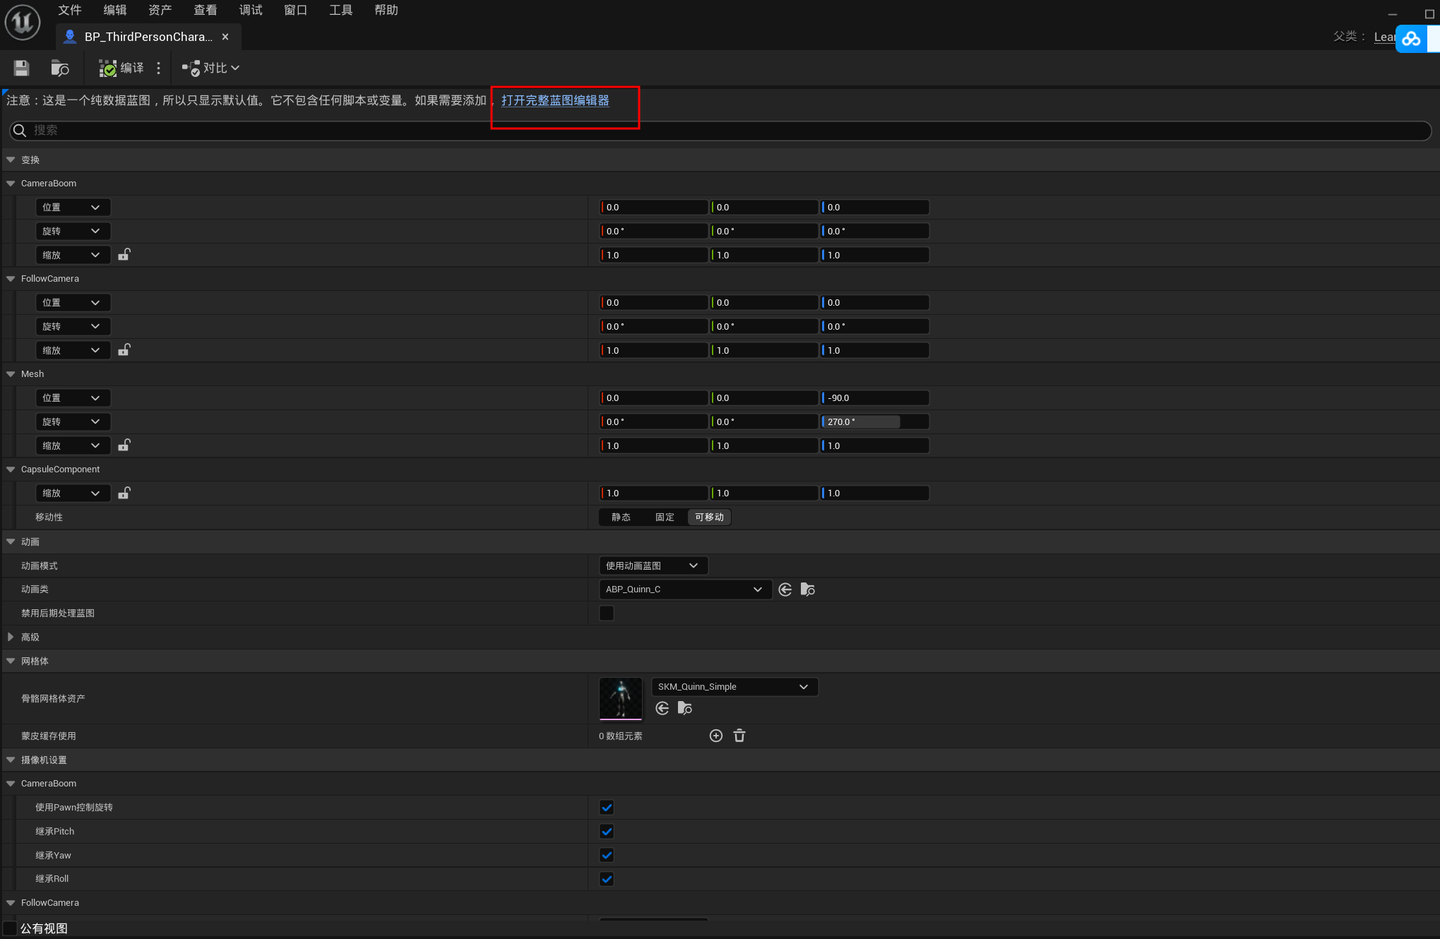 文件 编辑 资产 查看 调试 窗口 工具 帮助
BP_ThirdPersonChara...
父类：
编译 对比
注意：这是一个纯数据蓝图，所以只显示默认值。它不包含任何脚本或变量。如果需要添加，打开完整蓝图编辑器
搜索
变换
CameraBoom
位置 0.0 0.0 0.0
旋转 0.0° 0.0° 0.0°
缩放 1.0 1.0 1.0
FollowCamera
位置 0.0 0.0 0.0
旋转 0.0° 0.0° 0.0°
缩放 1.0 1.0 1.0
Mesh
位置 0.0 0.0 -90.0
旋转 0.0° 0.0° 270.0°
缩放 1.0 1.0 1.0
CapsuleComponent
缩放 1.0 1.0 1.0
移动性 静态 固定 可移动
动画
动画模式 使用动画蓝图
动画类 ABP_Quinn_C
禁用后期处理蓝图
高级
网格体
骨骼网格体资产 SKM_Quinn_Simple
蒙皮缓存使用 0 数组元素
摄像机设置
CameraBoom
使用Pawn控制旋转
继承Pitch
继承Yaw
继承Roll
FollowCamera
公有视图